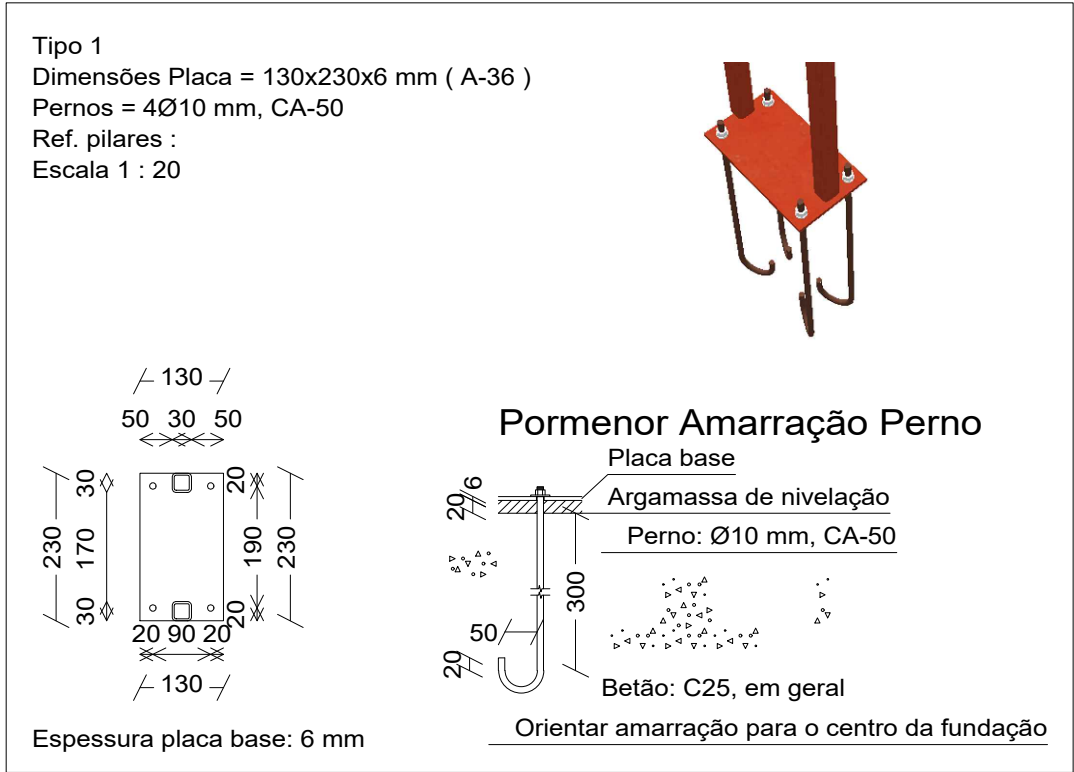 Tipo 1
Dimensões Placa = 130x230x6 mm ( A-36 )
Pernos = 4Ø10 mm, CA-50
Ref. pilares :
Escala 1 : 20
130
50 30 50
230
30
170
30
20
190
20
230
20 90 20
130
Espessura placa base: 6 mm
Pormenor Amarração Perno
Placa base
6
20
Argamassa de nivelação
Perno: Ø10 mm, CA-50
300
50
20
Betão: C25, em geral
Orientar amarração para o centro da fundação